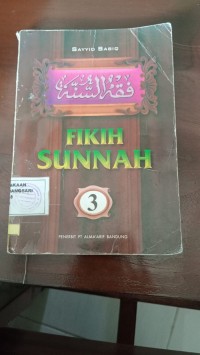 SAYYID SABIQ
فقه السنة
FIKIH
SUNNAH
3
PENERBIT PT ALMA'ARIF BANDUNG